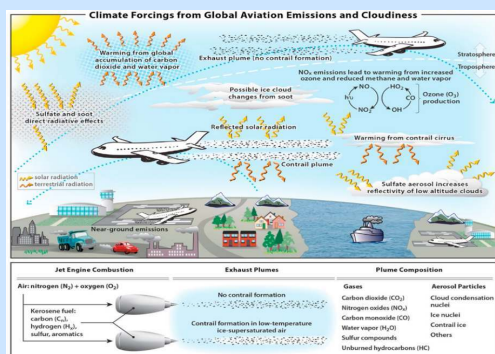 Climate Forcings from Global Aviation Emissions and Cloudiness
Warming from global
accumulation of carbon
dioxide and water vapor
Exhaust plume (no contrail formation)
Stratosphere
Troposphere
NOₓ emissions lead to warming from increased
ozone and reduced methane and water vapor
Possible ice cloud
changes from soot
NO
HO₂
hν
CO
NO₂
OH
Ozone (O₃)
production
Sulfate and soot
direct radiative effects
Reflected solar radiation
Warming from contrail cirrus
Contrail plume
solar radiation
terrestrial radiation
Sulfate aerosol increases
reflectivity of low altitude clouds
Near-ground emissions
Jet Engine Combustion
Exhaust Plumes
Plume Composition
Air: nitrogen (N₂) + oxygen (O₂)
Kerosene fuel:
carbon (Cₙ),
hydrogen (Hₙ),
sulfur, aromatics
No contrail formation
Contrail formation in low-temperature
ice-supersaturated air
Gases
Carbon dioxide (CO₂)
Nitrogen oxides (NOₓ)
Carbon monoxide (CO)
Water vapor (H₂O)
Sulfur compounds
Unburned hydrocarbons (HC)
Aerosol Particles
Cloud condensation
nuclei
Ice nuclei
Contrail ice
Others